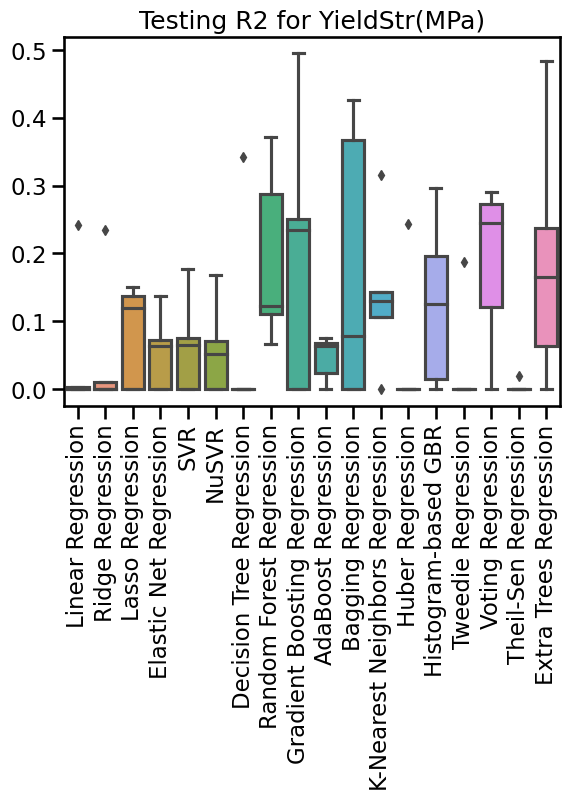 Testing R2 for YieldStr(MPa)
0.5
0.4
0.3
0.2
0.1
0.0
Linear Regression
Ridge Regression
Lasso Regression
Elastic Net Regression
SVR
NuSVR
Decision Tree Regression
Random Forest Regression
Gradient Boosting Regression
AdaBoost Regression
Bagging Regression
K-Nearest Neighbors Regression
Huber Regression
Histogram-based GBR
Tweedie Regression
Voting Regression
Theil-Sen Regression
Extra Trees Regression